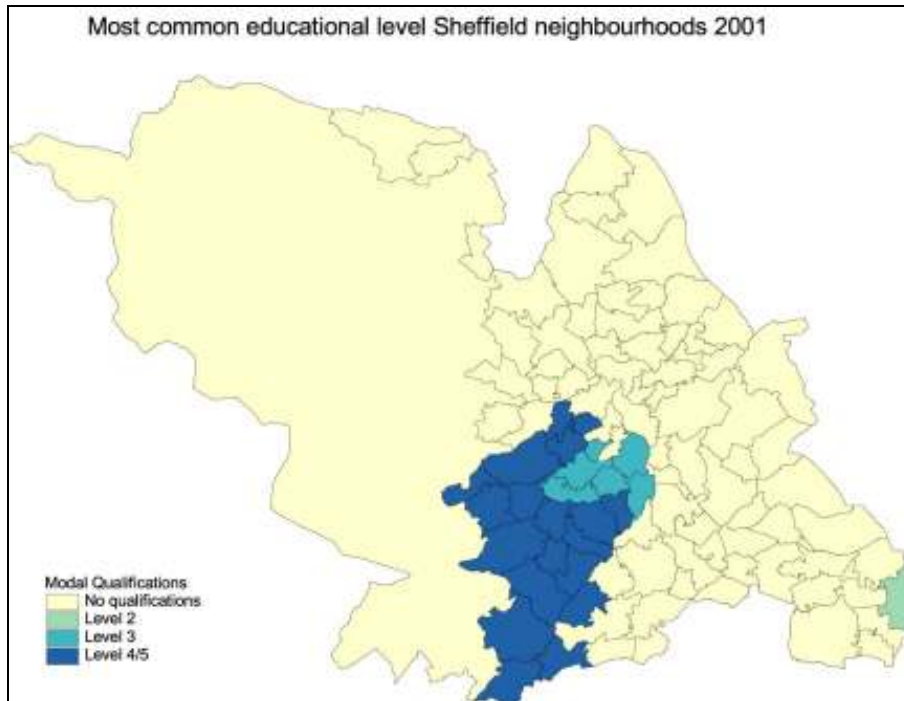 Most common educational level Sheffield neighbourhoods 2001
Modal Qualifications
No qualifications
Level 2
Level 3
Level 4/5